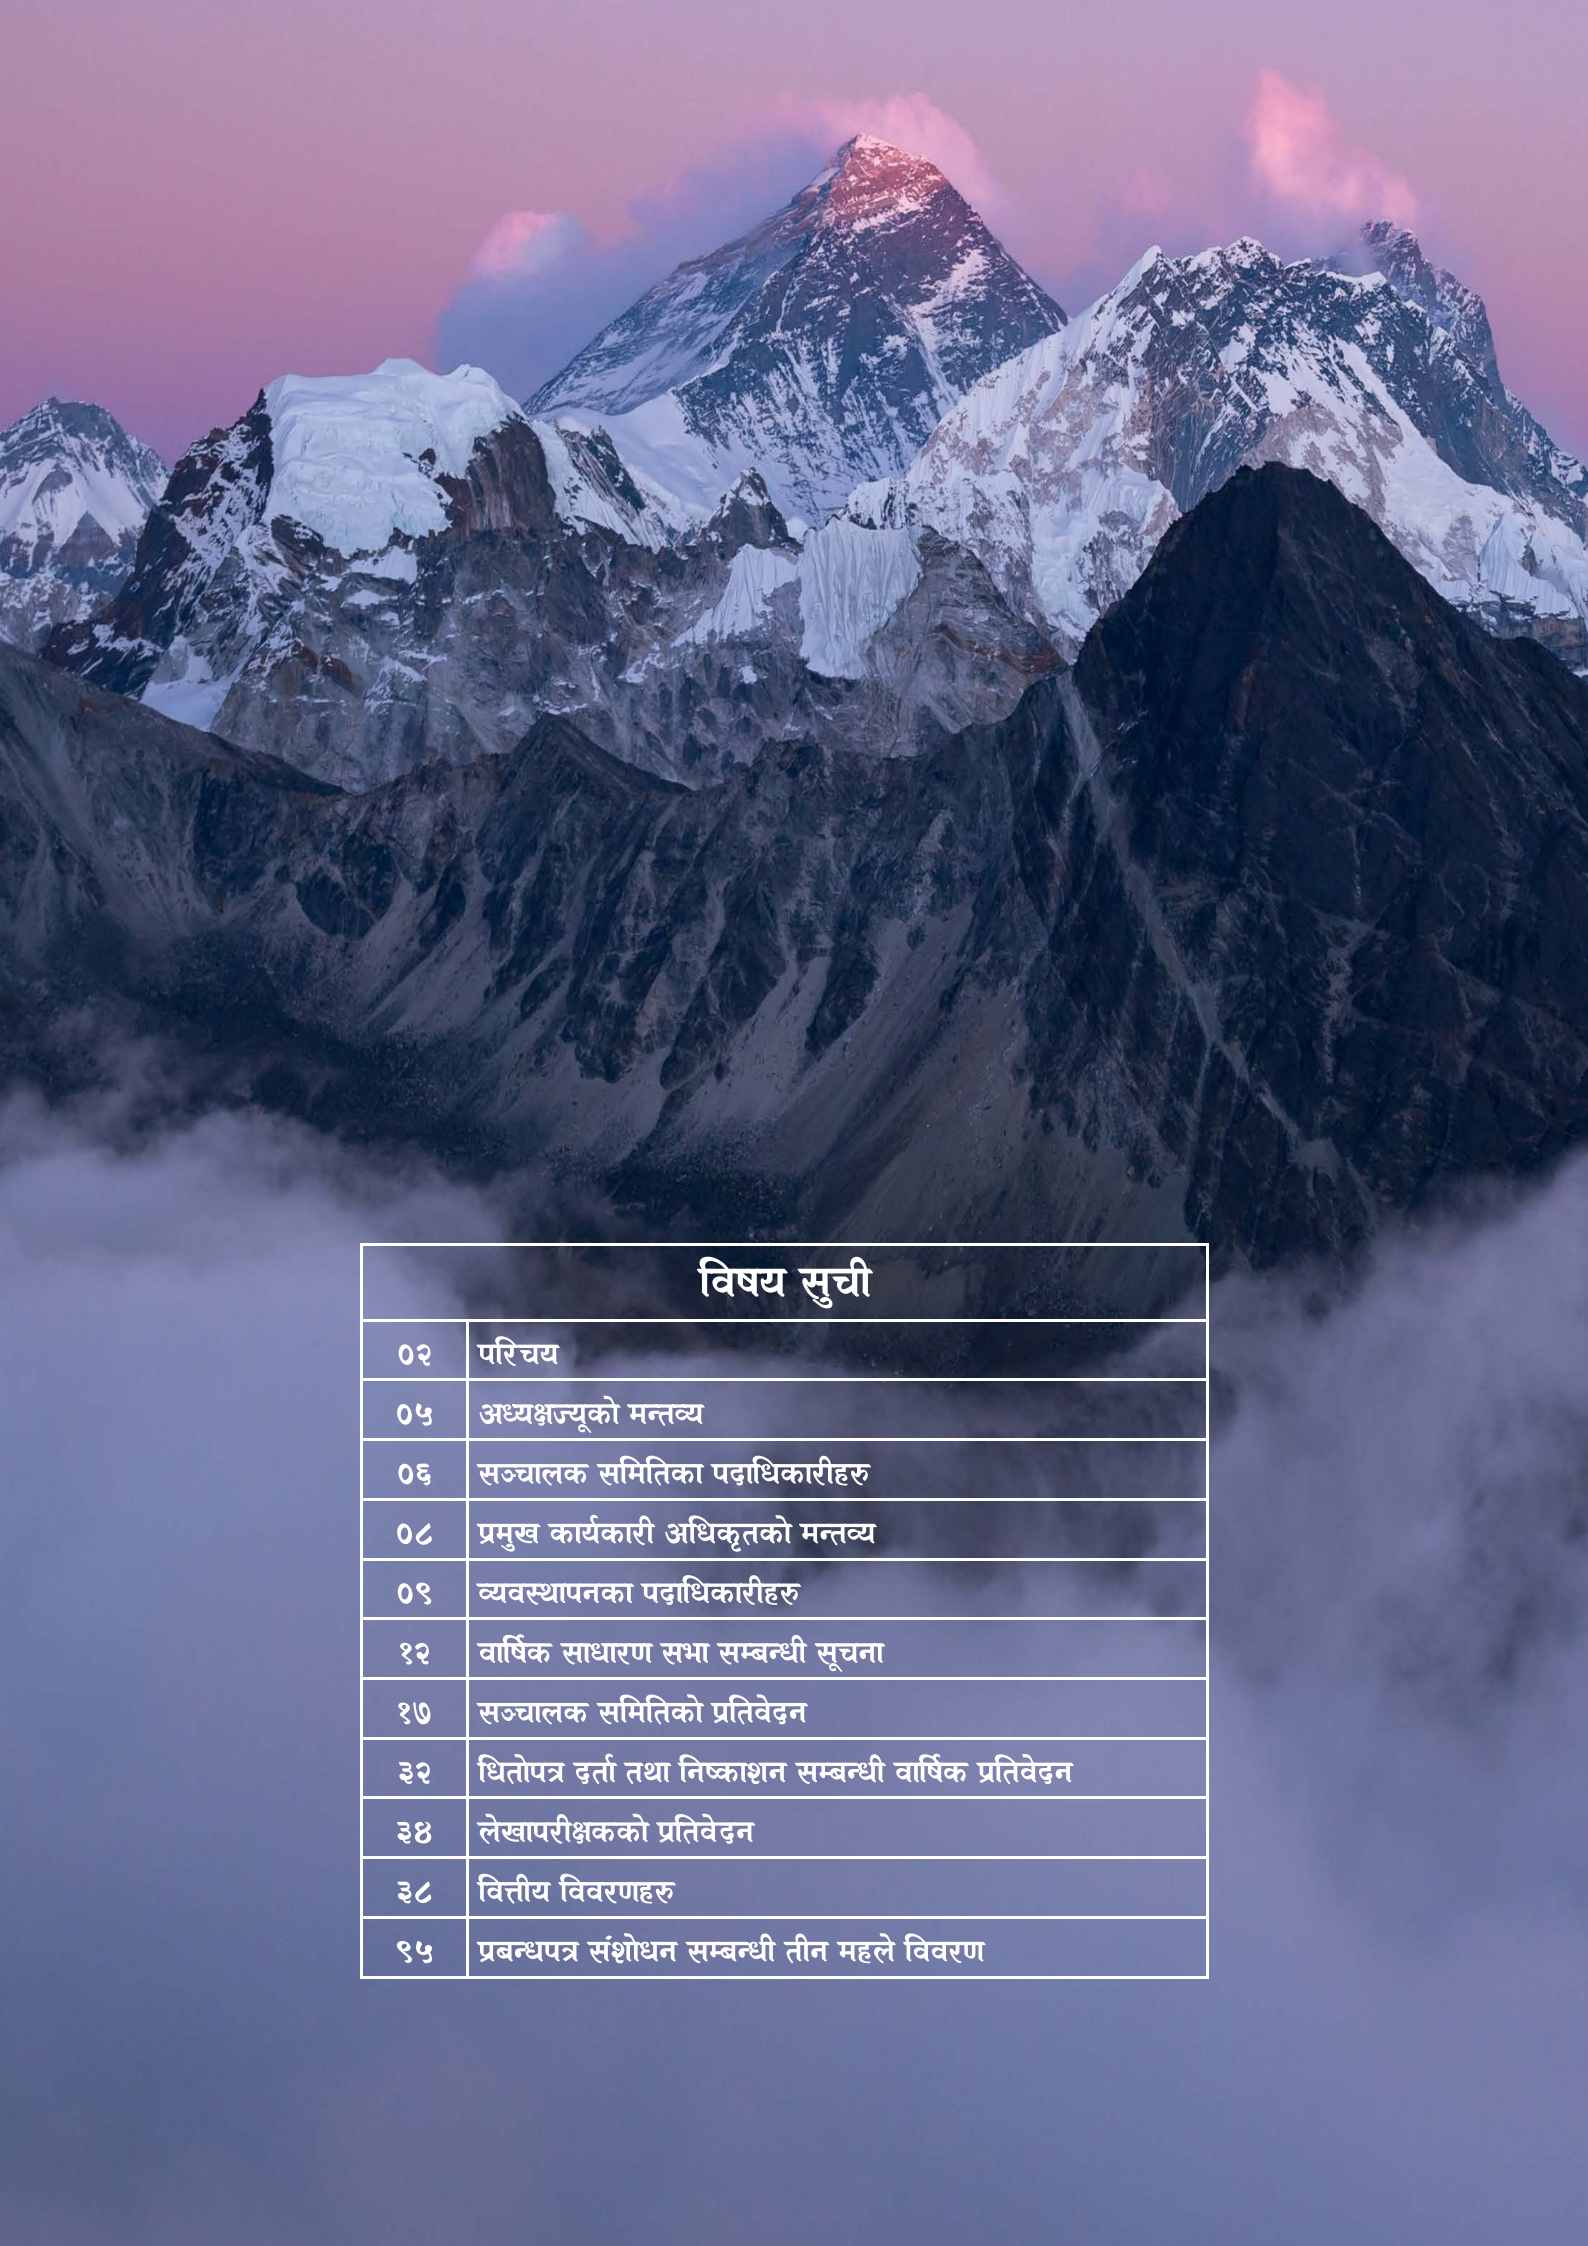 विषय सुची
०२ परिचय
०५ अध्यक्षज्यूको मन्तव्य
०६ सञ्चालक समितिका पदाधिकारीहरु
०८ प्रमुख कार्यकारी अधिकृतको मन्तव्य
०९ व्यवस्थापनका पदाधिकारीहरु
१२ वार्षिक साधारण सभा सम्बन्धी सूचना
१७ सञ्चालक समितिको प्रतिवेदन
३२ धितोपत्र दर्ता तथा निष्काशन सम्बन्धी वार्षिक प्रतिवेदन
३४ लेखापरीक्षकको प्रतिवेदन
३८ वित्तीय विवरणहरु
९५ प्रबन्धपत्र संशोधन सम्बन्धी तीन महले विवरण